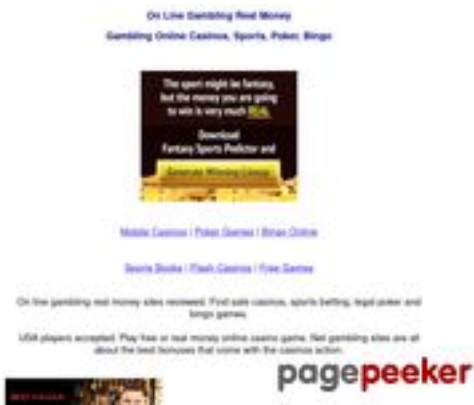 On Line Gambling Real Money
Gambling Online Casinos, Sports, Poker, Bingo
The sport might be fantasy,
but the money you are going
to win is very much REAL
Download
Fantasy Sports Predictor and
Generate Winning Lineup
Mobile Casinos | Poker Games | Bingo Online
Sports Books | Flash Casinos | Free Games
On line gambling real money sites reviewed. Find safe casinos, sports betting, legal poker and
bingo games.
USA players accepted. Play free or real money online casino game. Net gambling sites are all
about the best bonuses that come with the casinos action.
pagepeeker